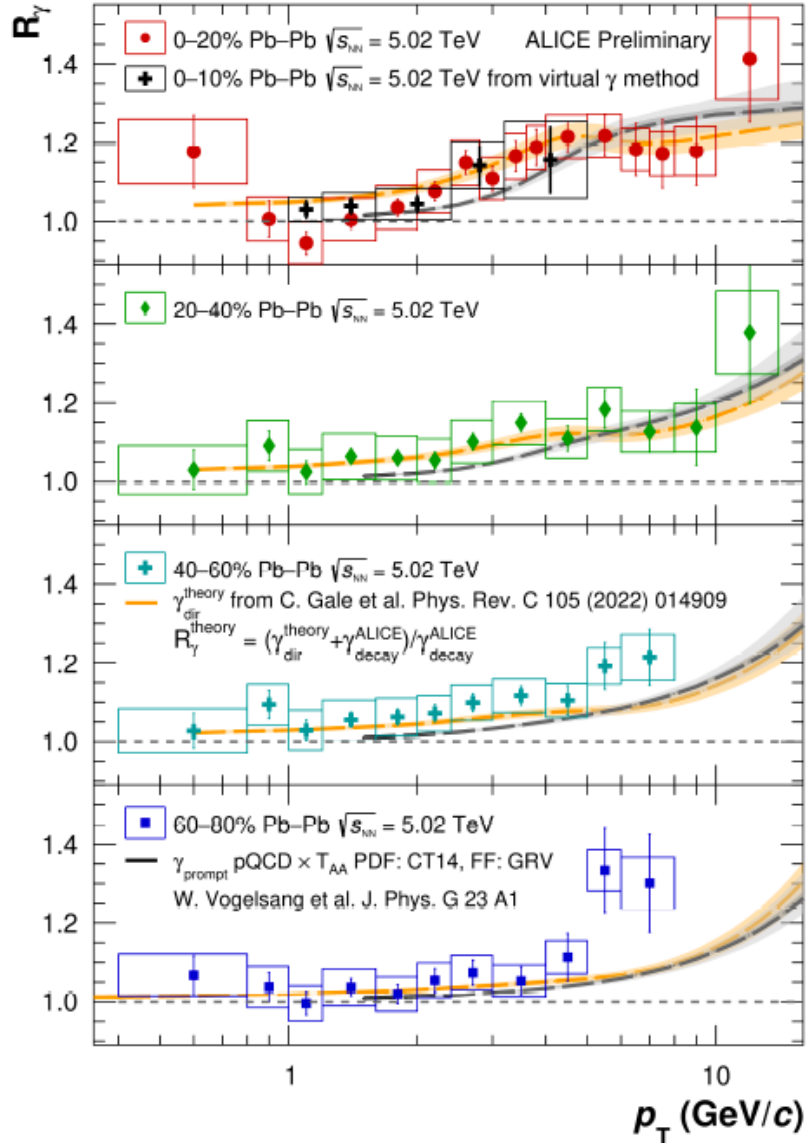 R_γ
0–20% Pb–Pb √s_NN = 5.02 TeV ALICE Preliminary
0–10% Pb–Pb √s_NN = 5.02 TeV from virtual γ method
1.4
1.2
1.0
20–40% Pb–Pb √s_NN = 5.02 TeV
1.4
1.2
1.0
40–60% Pb–Pb √s_NN = 5.02 TeV
1.4
γ_dir^theory from C. Gale et al. Phys. Rev. C 105 (2022) 014909
R_γ^theory = (γ_dir^theory+γ_decay^ALICE)/γ_decay^ALICE
1.2
1.0
60–80% Pb–Pb √s_NN = 5.02 TeV
1.4
γ_prompt pQCD × T_AA PDF: CT14, FF: GRV
W. Vogelsang et al. J. Phys. G 23 A1
1.2
1.0
1 10
p_T (GeV/c)